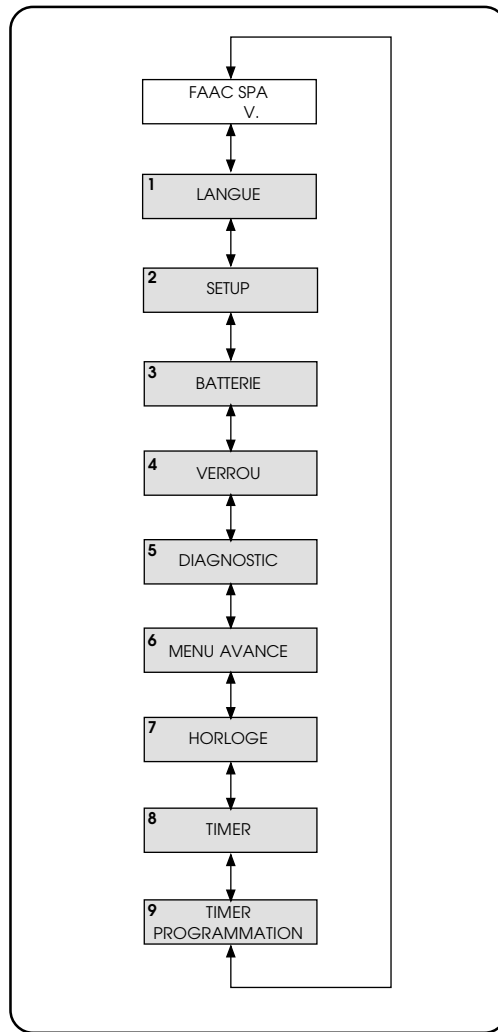 FAAC SPA
V.
1
LANGUE
2
SETUP
3
BATTERIE
4
VERROU
5
DIAGNOSTIC
6
MENU AVANCE
7
HORLOGE
8
TIMER
9
TIMER
PROGRAMMATION